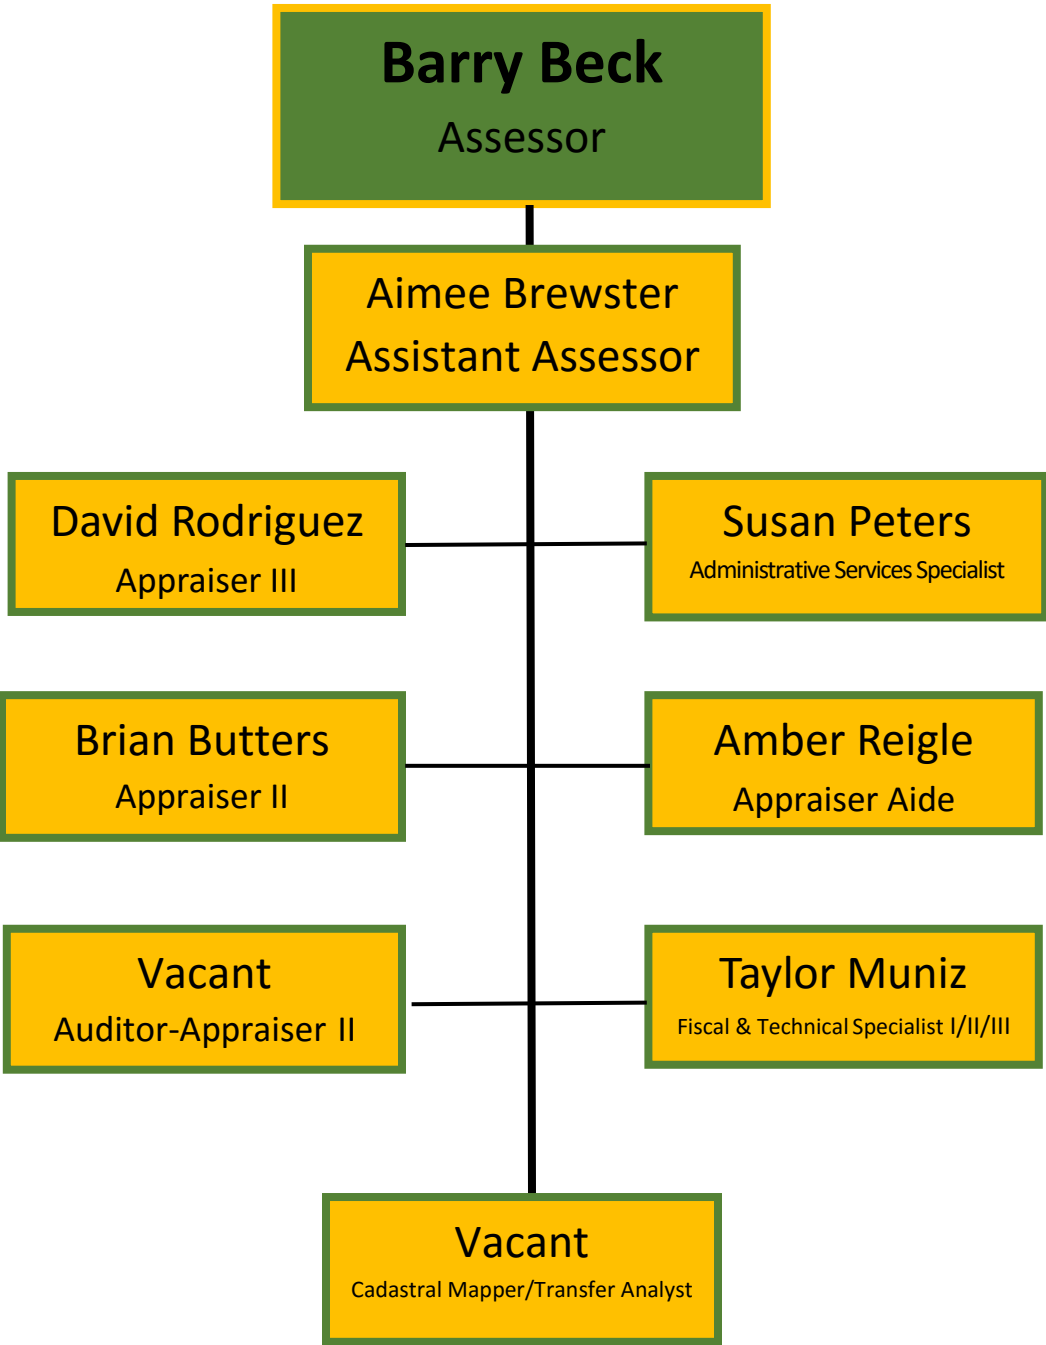 Barry Beck
Assessor
Aimee Brewster
Assistant Assessor
David Rodriguez
Appraiser III
Susan Peters
Administrative Services Specialist
Brian Butters
Appraiser II
Amber Reigle
Appraiser Aide
Vacant
Auditor-Appraiser II
Taylor Muniz
Fiscal & Technical Specialist I/II/III
Vacant
Cadastral Mapper/Transfer Analyst